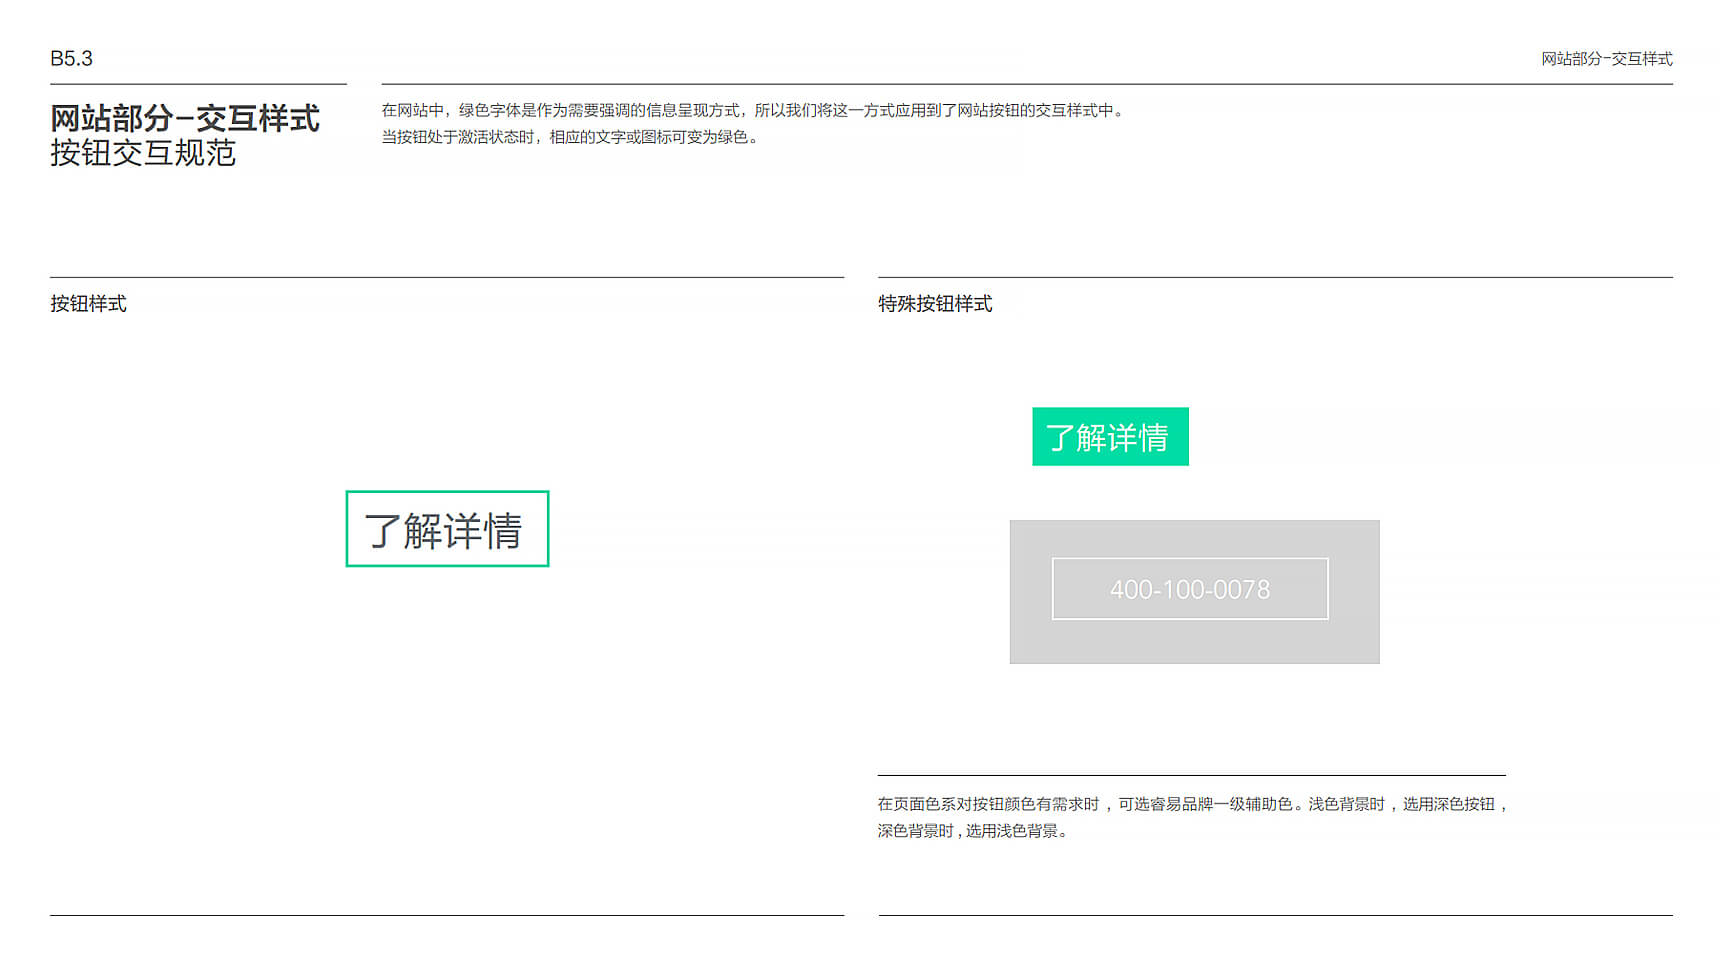 B5.3
网站部分-交互样式
网站部分-交互样式
按钮交互规范
在网站中，绿色字体是作为需要强调的信息呈现方式，所以我们将这一方式应用到了网站按钮的交互样式中。
当按钮处于激活状态时，相应的文字或图标可变为绿色。
按钮样式
了解详情
特殊按钮样式
了解详情
400-100-0078
在页面色系对按钮颜色有需求时，可选睿易品牌一级辅助色。浅色背景时，选用深色按钮，
深色背景时,选用浅色背景。